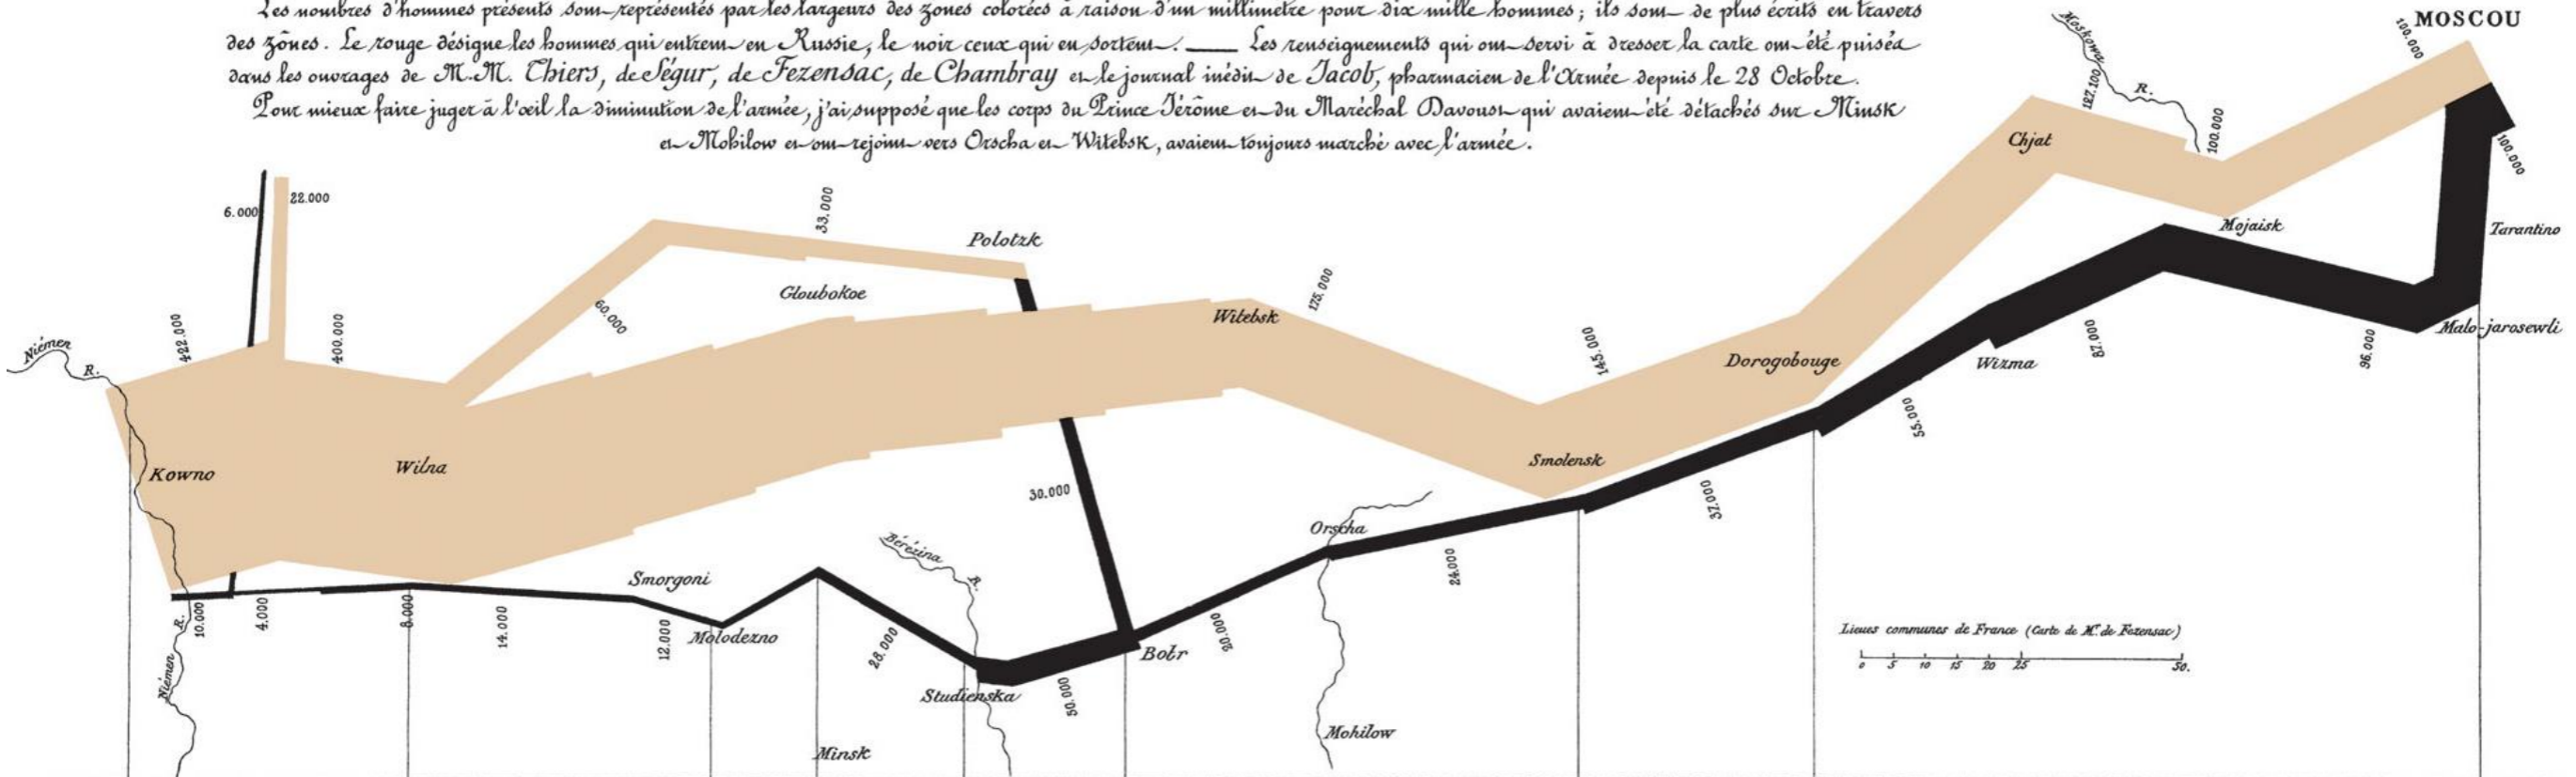 Les nombres d'hommes présents sont représentés par les largeurs des zones colorées à raison d'un millimètre pour dix mille hommes; ils sont de plus écrits en travers
des zônes. Le rouge désigne les hommes qui entrent en Russie, le noir ceux qui en sortent. — Les renseignements qui ont servi à dresser la carte ont été puisés
dans les ouvrages de M.M. Thiers, de Ségur, de Fezensac, de Chambray et le journal inédit de Jacob, pharmacien de l'Armée depuis le 28 Octobre.
Pour mieux faire juger à l'œil la diminution de l'armée, j'ai supposé que les corps du Prince Jérôme et du Maréchal Davoust qui avaient été détachés sur Minsk
et Mohilow et ont rejoint vers Orscha et Witebsk, avaient toujours marché avec l'armée.
MOSCOU
100.000
Moskowa
R.
127.100
100.000
100.000
Chjat
Mojaisk
Tarantino
Malo-jarosewli
6.000
22.000
33.000
Polotzk
Gloubokoe
60.000
175.000
Witebsk
422.000
400.000
Niémen
R.
145.000
Dorogobouge
Wixma
87.000
96.000
55.000
Kowno
Wilna
Smolensk
37.000
30.000
Orscha
Bérézina
R.
24.000
Smorgoni
10.000
R.
4.000
8.000
14.000
12.000
Molodezno
28.000
20.000
Bobr
Studienska
50.000
Niémen
Minsk
Mohilow
Lieues communes de France (Carte de M. de Fezensac)
0 5 10 15 20 25 50.